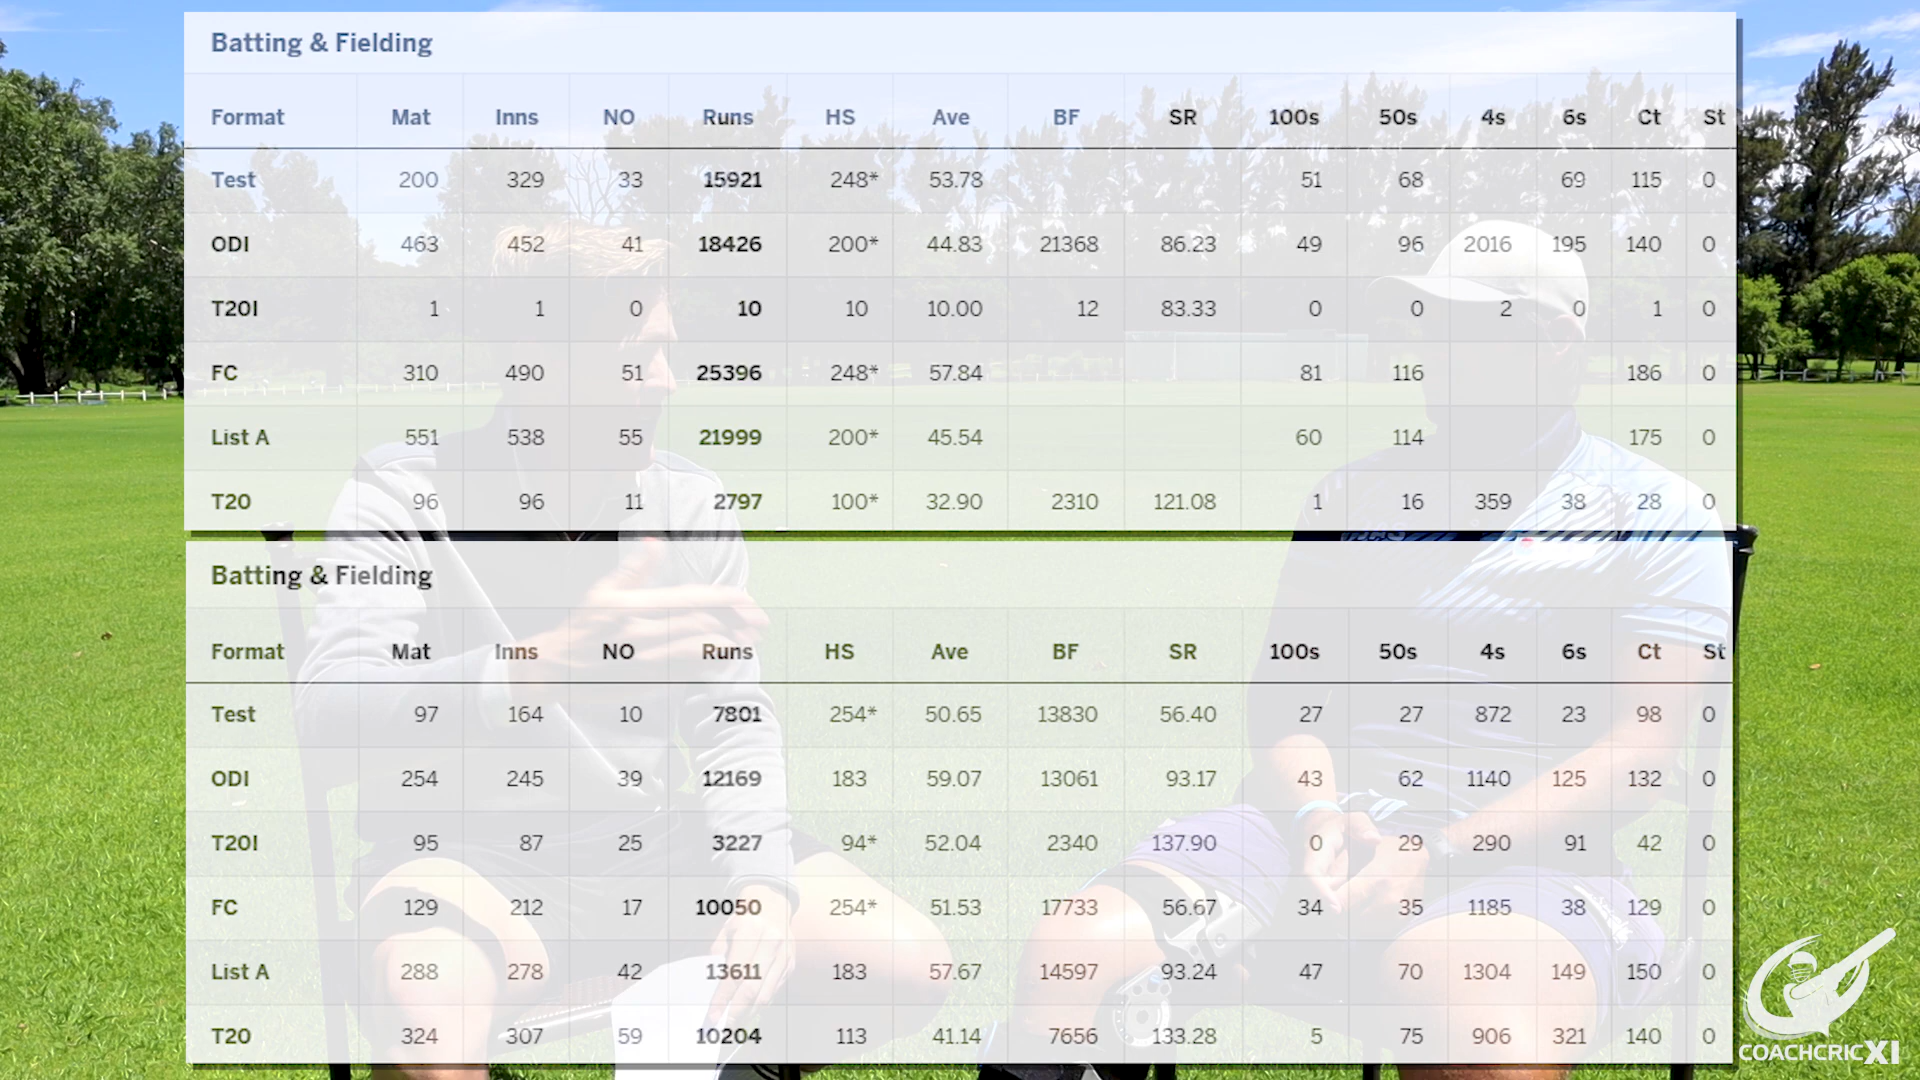 Batting & Fielding
Format Mat Inns NO Runs HS Ave BF SR 100s 50s 4s 6s Ct St
Test 200 329 33 15921 248* 53.78 51 68 69 115 0
ODI 463 452 41 18426 200* 44.83 21368 86.23 49 96 2016 195 140 0
T20I 1 1 0 10 10 10.00 12 83.33 0 0 2 0 1 0
FC 310 490 51 25396 248* 57.84 81 116 186 0
List A 551 538 55 21999 200* 45.54 60 114 175 0
T20 96 96 11 2797 100* 32.90 2310 121.08 1 16 359 38 28 0
Batting & Fielding
Format Mat Inns NO Runs HS Ave BF SR 100s 50s 4s 6s Ct St
Test 97 164 10 7801 254* 50.65 13830 56.40 27 27 872 23 98 0
ODI 254 245 39 12169 183 59.07 13061 93.17 43 62 1140 125 132 0
T20I 95 87 25 3227 94* 52.04 2340 137.90 0 29 290 91 42 0
FC 129 212 17 10050 254* 51.53 17733 56.67 34 35 1185 38 129 0
List A 288 278 42 13611 183 57.67 14597 93.24 47 70 1304 149 150 0
T20 324 307 59 10204 113 41.14 7656 133.28 5 75 906 321 140 0
COACHCRICXI